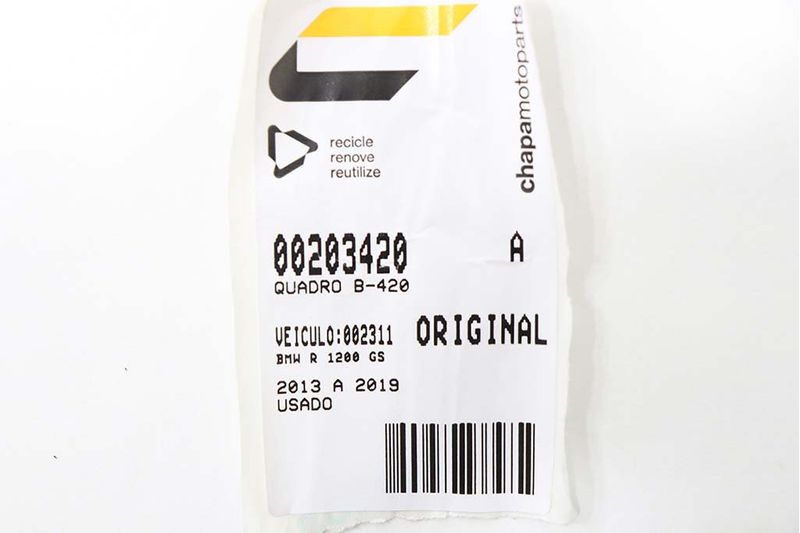 chapamotoparts
recicle
renove
reutilize
00203420 A
QUADRO B-420
VEICULO:002311 ORIGINAL
BMW R 1200 GS
2013 A 2019
USADO